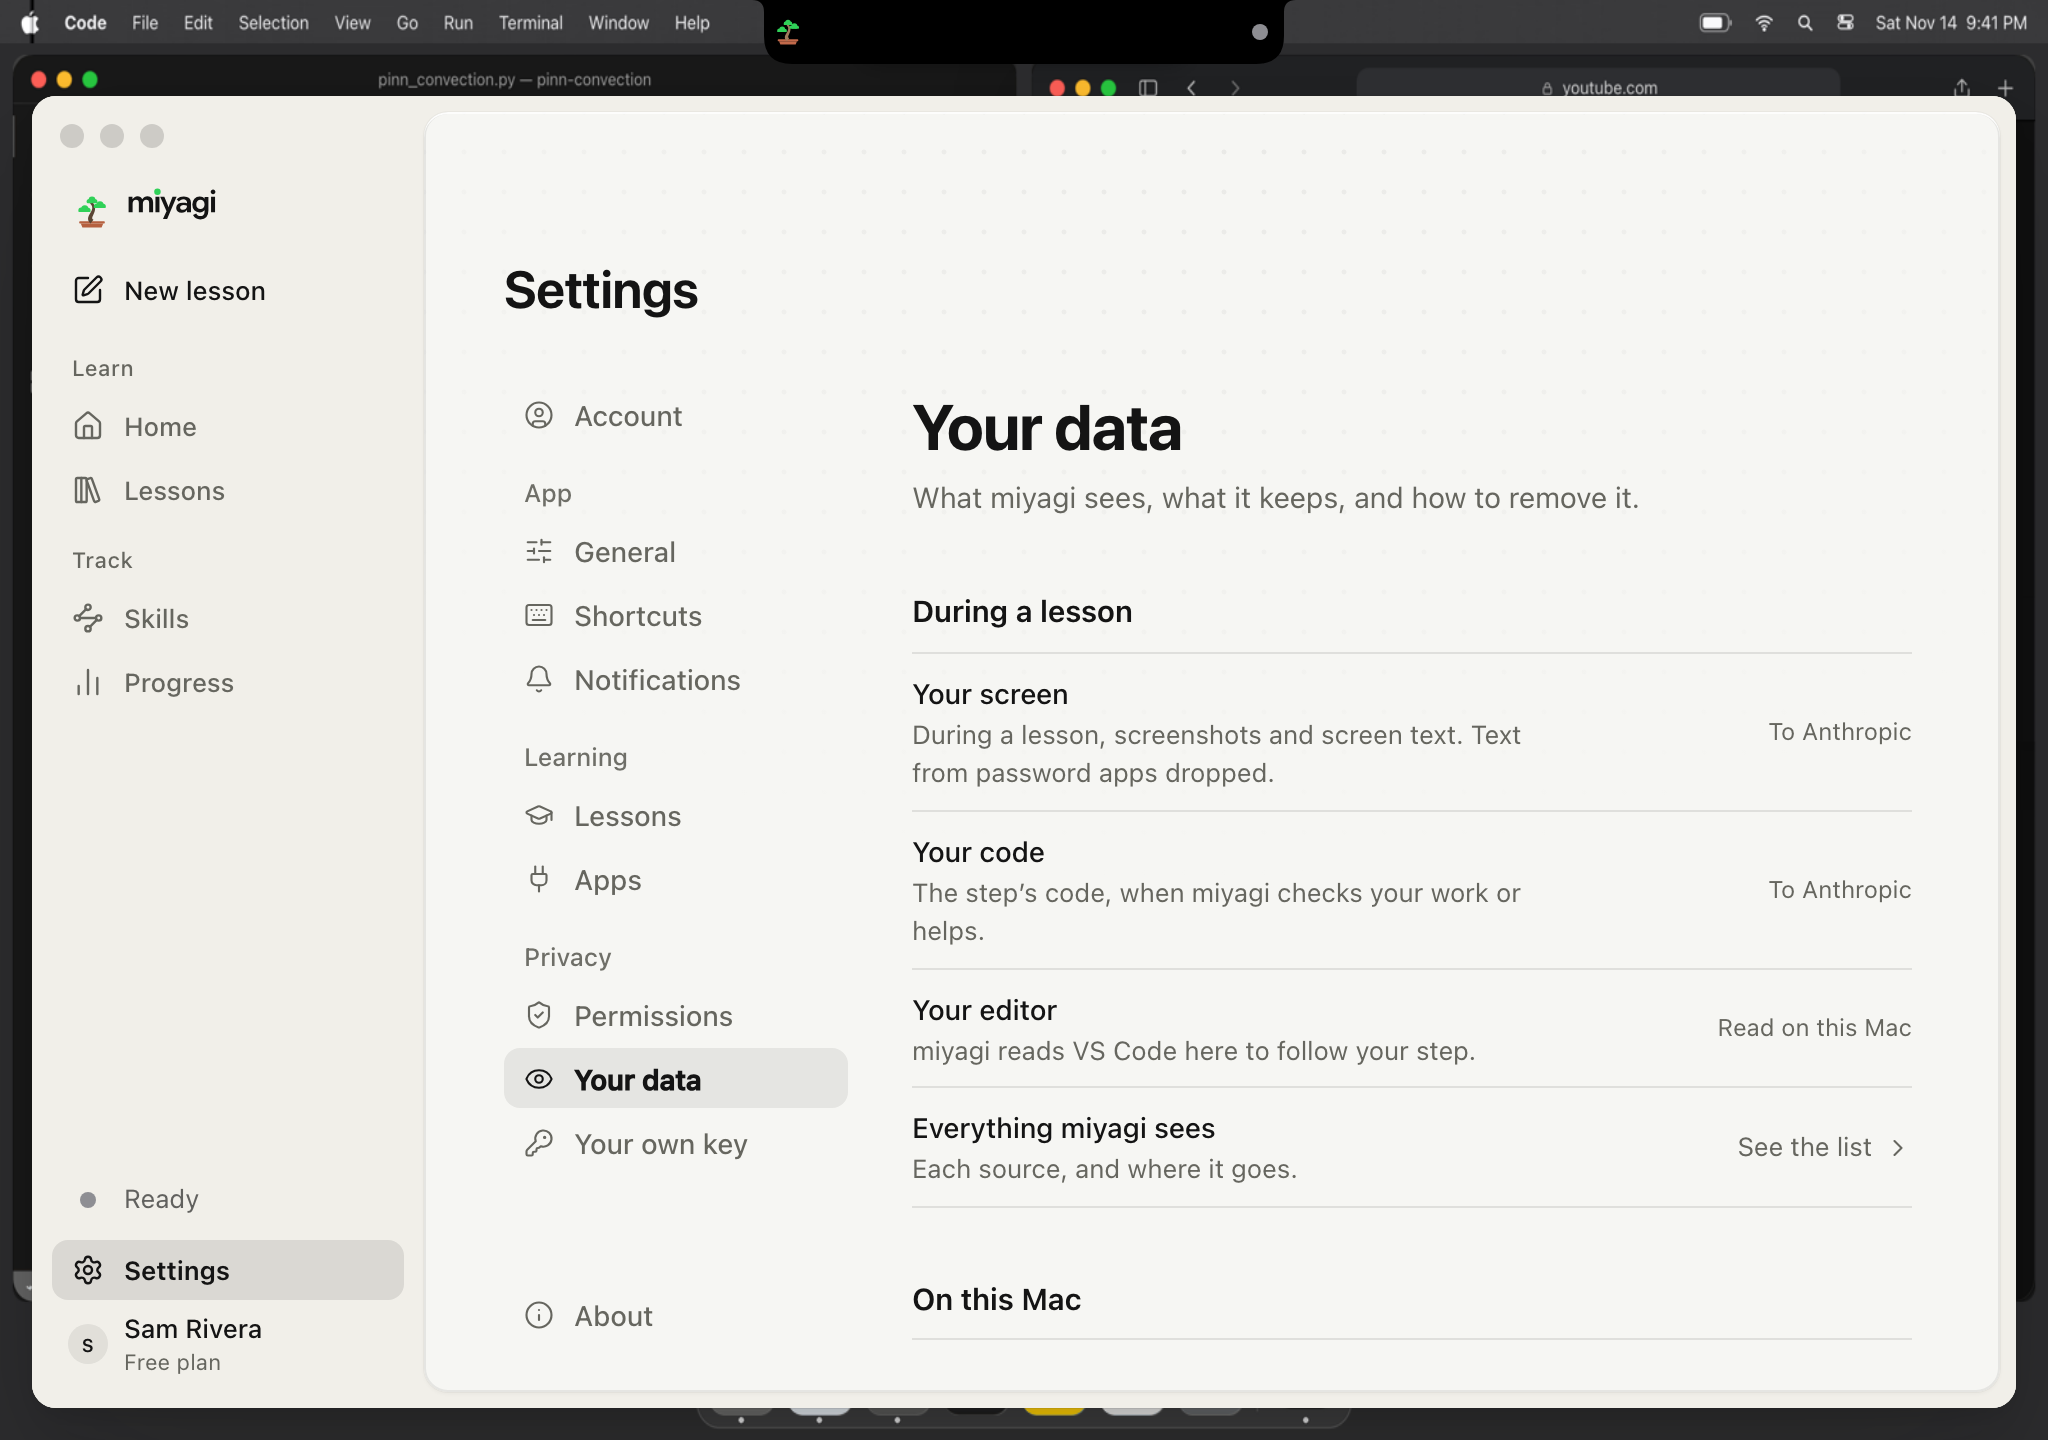 Code File Edit Selection View Go Run Terminal Window Help
Sat Nov 14 9:41 PM
pinn_convection.py — pinn-convection
youtube.com
miyagi
New lesson
Learn
Home
Lessons
Track
Skills
Progress
Ready
Settings
S
Sam Rivera
Free plan
Settings
Account
App
General
Shortcuts
Notifications
Learning
Lessons
Apps
Privacy
Permissions
Your data
Your own key
About
Your data
What miyagi sees, what it keeps, and how to remove it.
During a lesson
Your screen
During a lesson, screenshots and screen text. Text
from password apps dropped.
To Anthropic
Your code
The step’s code, when miyagi checks your work or
helps.
To Anthropic
Your editor
miyagi reads VS Code here to follow your step.
Read on this Mac
Everything miyagi sees
Each source, and where it goes.
See the list
On this Mac